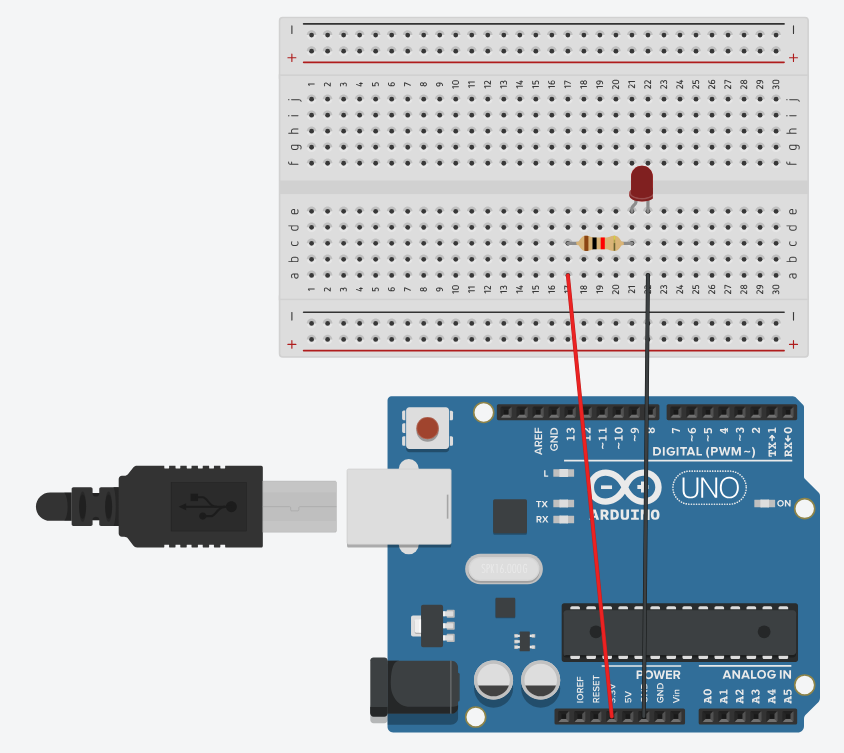 − −
+ +
1 2 3 4 5 6 7 8 9 10 11 12 13 14 15 16 17 18 19 20 21 22 23 24 25 26 27 28 29 30
j j
i i
h h
g g
f f
e e
d d
c c
b b
a a
1 2 3 4 5 6 7 8 9 10 11 12 13 14 15 16 18 19 20 21 23 24 25 26 27 28 29 30
− −
+ +
AREF GND 13 12 ~11 ~10 ~9 8 7 ~6 ~5 4 ~3 2 TX→1 RX←0
DIGITAL (PWM~)
L
TX
RX
ARDUINO
UNO
ON
SPK16.000G
POWER ANALOG IN
IOREF RESET 3.3V 5V GND Vin A0 A1 A2 A3 A4 A5